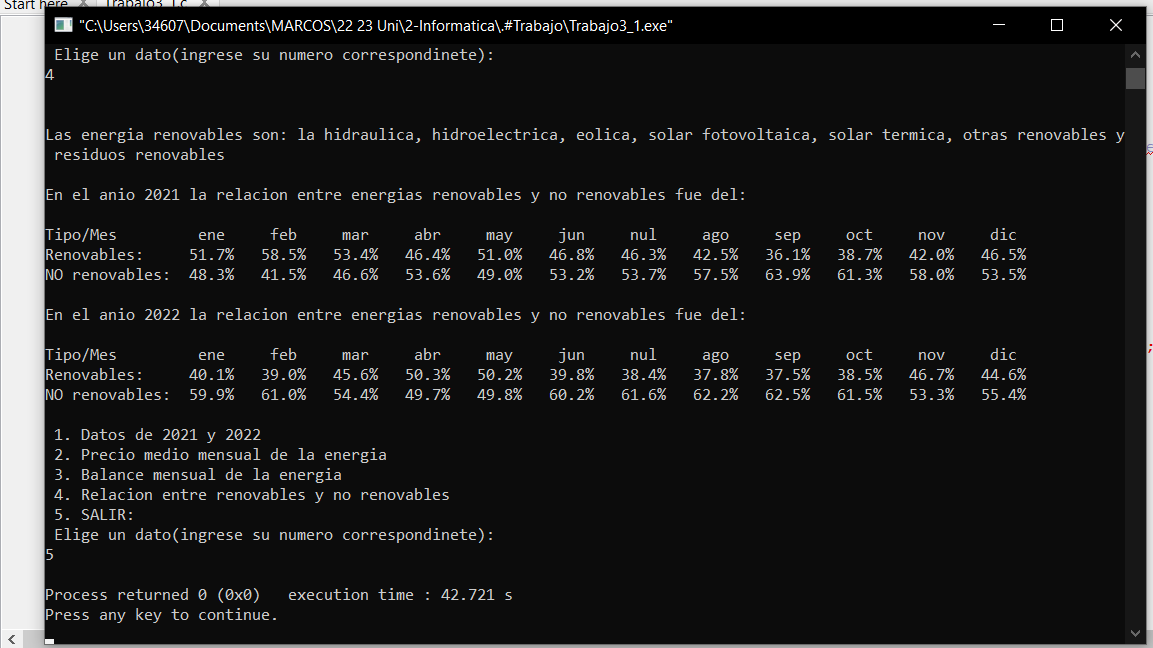 Start here Trabajo3_1.c
"C:\Users\34607\Documents\MARCOS\22 23 Uni\2-Informatica\.#Trabajo\Trabajo3_1.exe"
Elige un dato(ingrese su numero correspondinete):
4
Las energia renovables son: la hidraulica, hidroelectrica, eolica, solar fotovoltaica, solar termica, otras renovables y
residuos renovables
En el anio 2021 la relacion entre energias renovables y no renovables fue del:
Tipo/Mes ene feb mar abr may jun nul ago sep oct nov dic
Renovables: 51.7% 58.5% 53.4% 46.4% 51.0% 46.8% 46.3% 42.5% 36.1% 38.7% 42.0% 46.5%
NO renovables: 48.3% 41.5% 46.6% 53.6% 49.0% 53.2% 53.7% 57.5% 63.9% 61.3% 58.0% 53.5%
En el anio 2022 la relacion entre energias renovables y no renovables fue del:
Tipo/Mes ene feb mar abr may jun nul ago sep oct nov dic
Renovables: 40.1% 39.0% 45.6% 50.3% 50.2% 39.8% 38.4% 37.8% 37.5% 38.5% 46.7% 44.6%
NO renovables: 59.9% 61.0% 54.4% 49.7% 49.8% 60.2% 61.6% 62.2% 62.5% 61.5% 53.3% 55.4%
1. Datos de 2021 y 2022
2. Precio medio mensual de la energia
3. Balance mensual de la energia
4. Relacion entre renovables y no renovables
5. SALIR:
Elige un dato(ingrese su numero correspondinete):
5
Process returned 0 (0x0) execution time : 42.721 s
Press any key to continue.